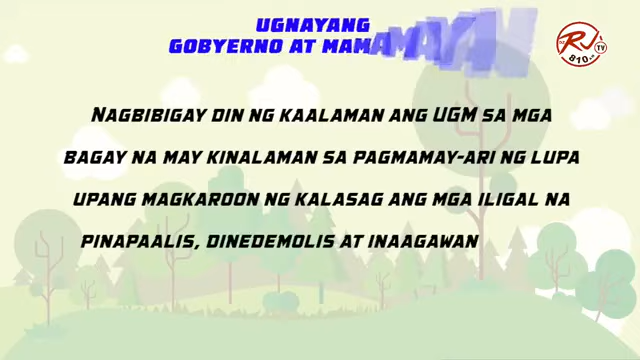 UGNAYANG
GOBYERNO AT MAMAMAYAN
NAGBIBIGAY DIN NG KAALAMAN ANG UGM SA MGA
BAGAY NA MAY KINALAMAN SA PAGMAMAY-ARI NG LUPA
UPANG MAGKAROON NG KALASAG ANG MGA ILIGAL NA
PINAPAALIS, DINEDEMOLIS AT INAAGAWAN
RJ
TV
810